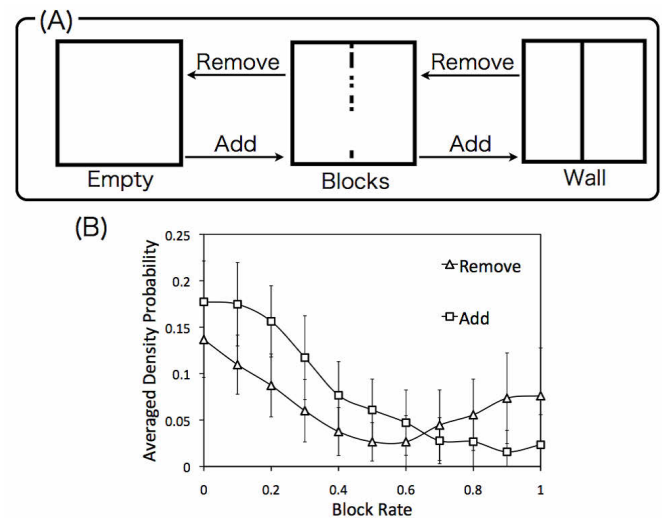 (A)
Remove
Remove
Add
Add
Empty
Blocks
Wall
(B)
Averaged Density Probability
0.25
0.2
0.15
0.1
0.05
0
Remove
Add
0
0.2
0.4
0.6
0.8
1
Block Rate